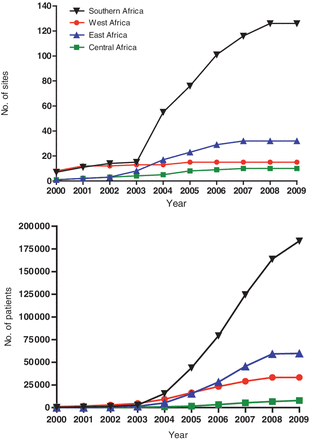 140
Southern Africa
West Africa
East Africa
Central Africa
120
100
80
60
40
20
0
No. of sites
2000 2001 2002 2003 2004 2005 2006 2007 2008 2009
Year
200000
175000
150000
125000
100000
75000
50000
25000
0
No. of patients
2000 2001 2002 2003 2004 2005 2006 2007 2008 2009
Year